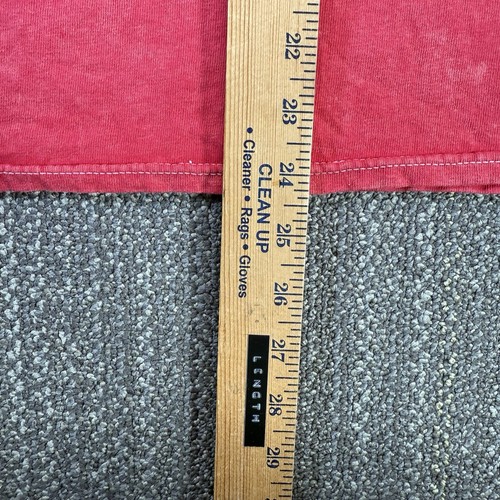 CLEAN UP
• Cleaner • Rags • Gloves
LENGTH
22
23
24
25
26
27
28
29